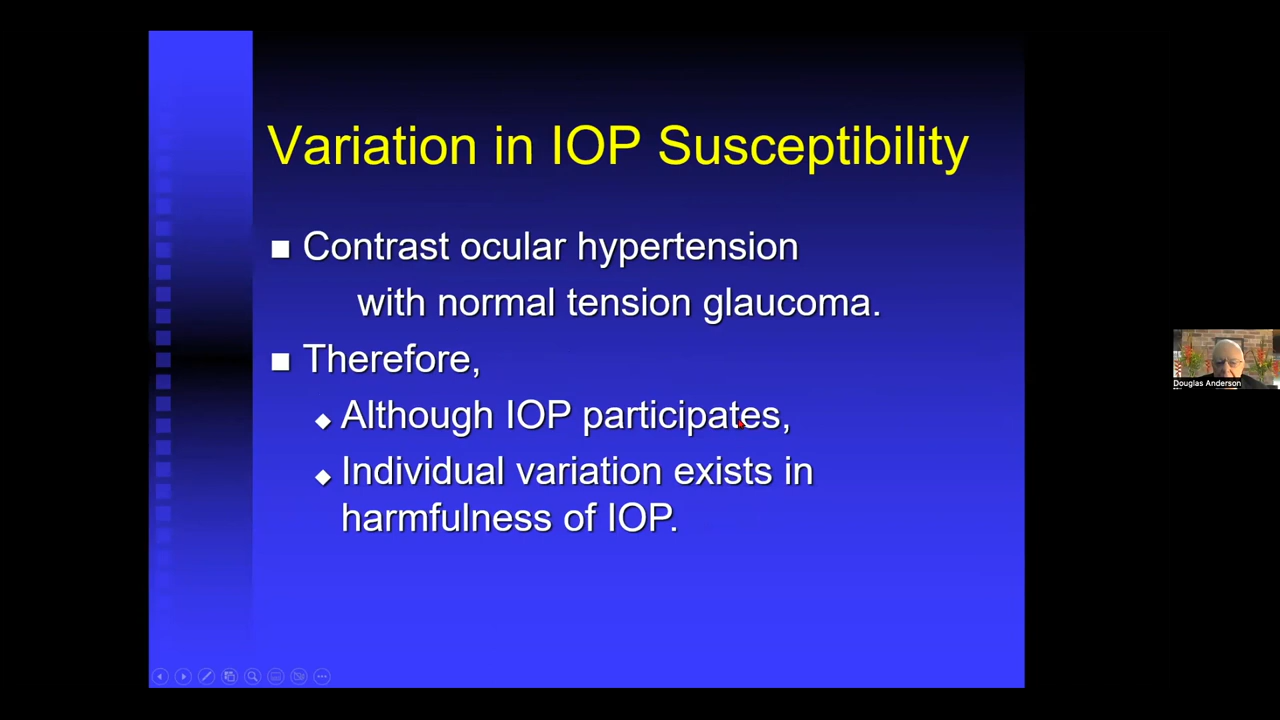 Variation in IOP Susceptibility
Contrast ocular hypertension
with normal tension glaucoma.
Therefore,
Although IOP participates,
Individual variation exists in
harmfulness of IOP.
Douglas Anderson